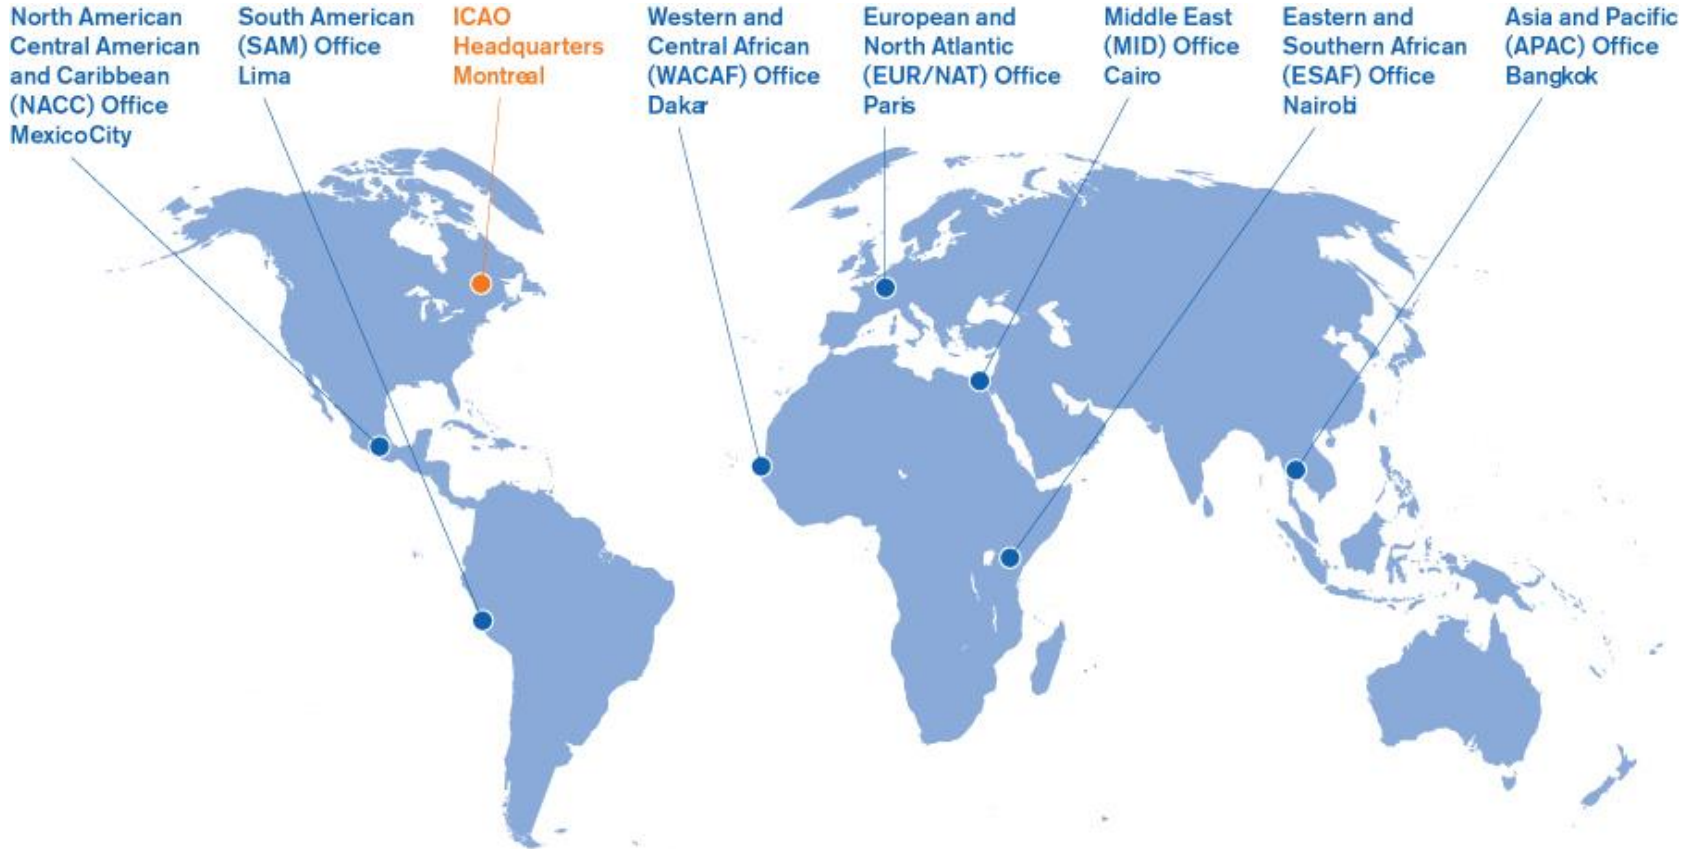 North American
Central American
and Caribbean
(NACC) Office
MexicoCity
South American
(SAM) Office
Lima
ICAO
Headquarters
Montreal
Western and
Central African
(WACAF) Office
Dakar
European and
North Atlantic
(EUR/NAT) Office
Paris
Middle East
(MID) Office
Cairo
Eastern and
Southern African
(ESAF) Office
Nairobi
Asia and Pacific
(APAC) Office
Bangkok